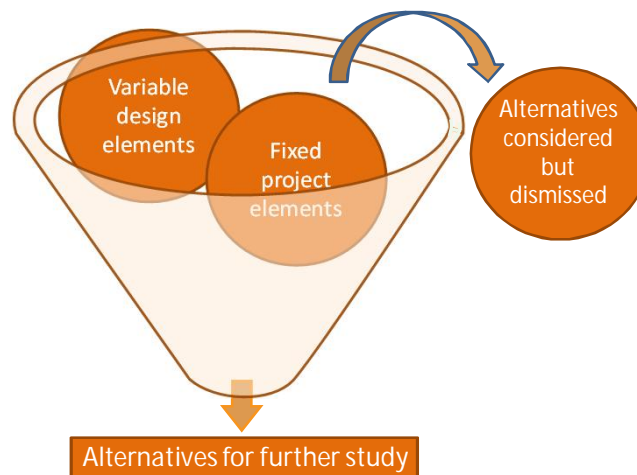 Variable
design
elements
Fixed
project
elements
Alternatives
considered
but
dismissed
Alternatives for further study